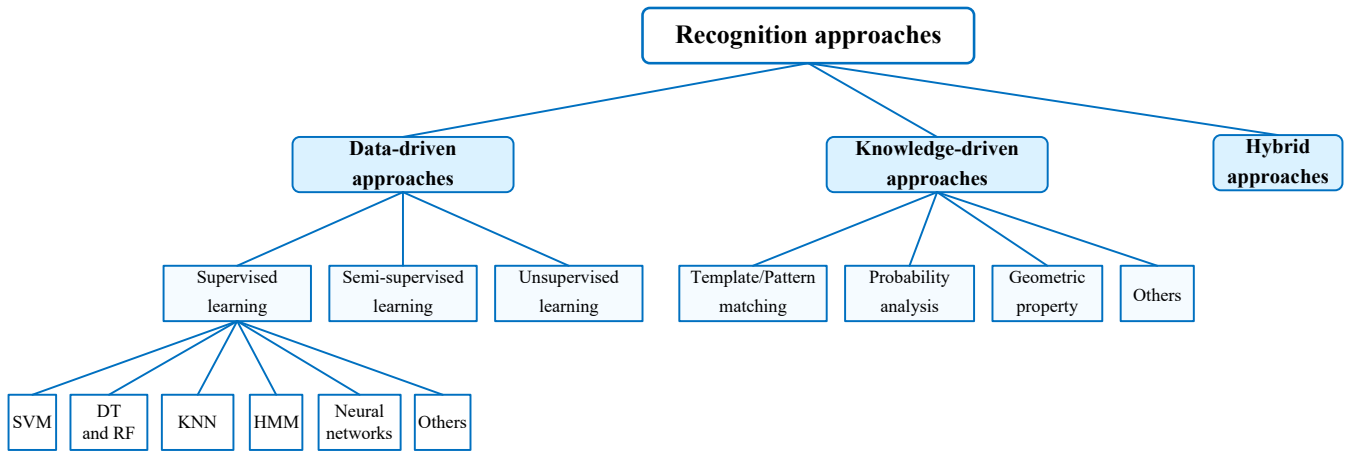 Recognition approaches
Data-driven
approaches
Knowledge-driven
approaches
Hybrid
approaches
Supervised
learning
Semi-supervised
learning
Unsupervised
learning
Template/Pattern
matching
Probability
analysis
Geometric
property
Others
SVM
DT
and RF
KNN
HMM
Neural
networks
Others